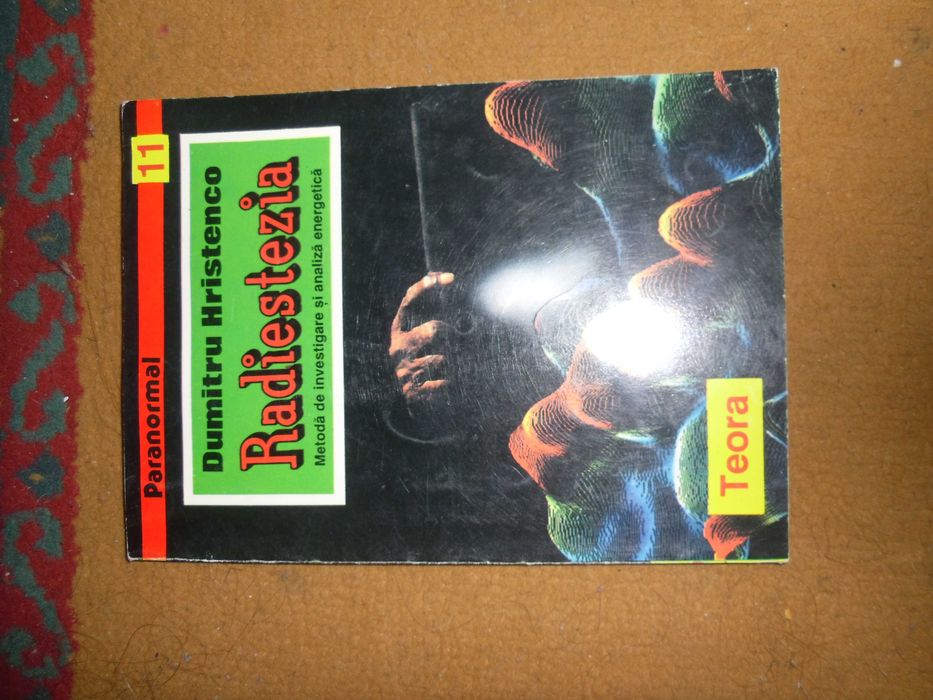 Paranormal 11
Dumitru Hristenco
Radiestezia
Metodă de investigare și analiză energetică
Teora